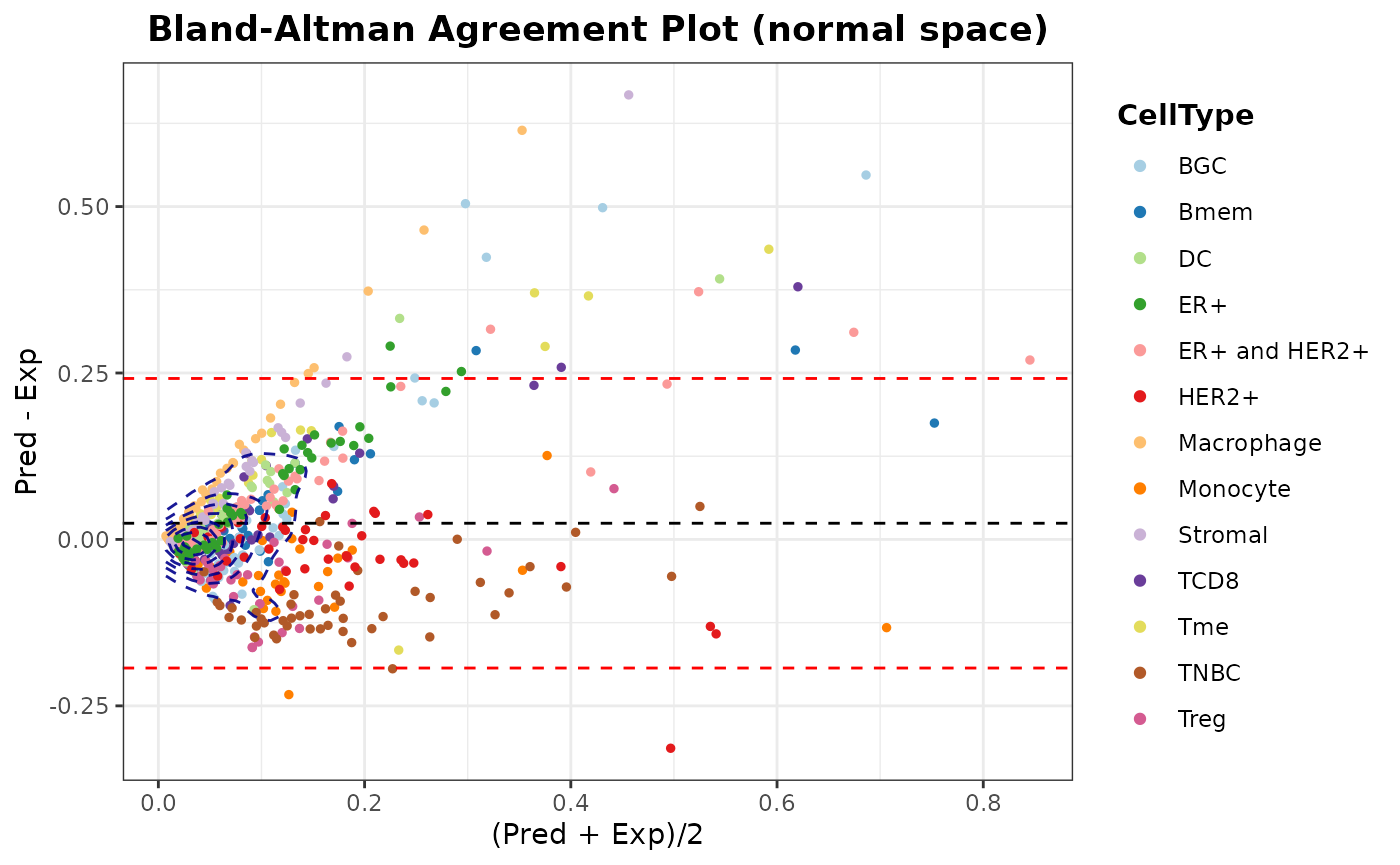 Bland-Altman Agreement Plot (normal space)
0.50
0.25
0.00
-0.25
Pred - Exp
0.0
0.2
0.4
0.6
0.8
(Pred + Exp)/2
CellType
BGC
Bmem
DC
ER+
ER+ and HER2+
HER2+
Macrophage
Monocyte
Stromal
TCD8
Tme
TNBC
Treg